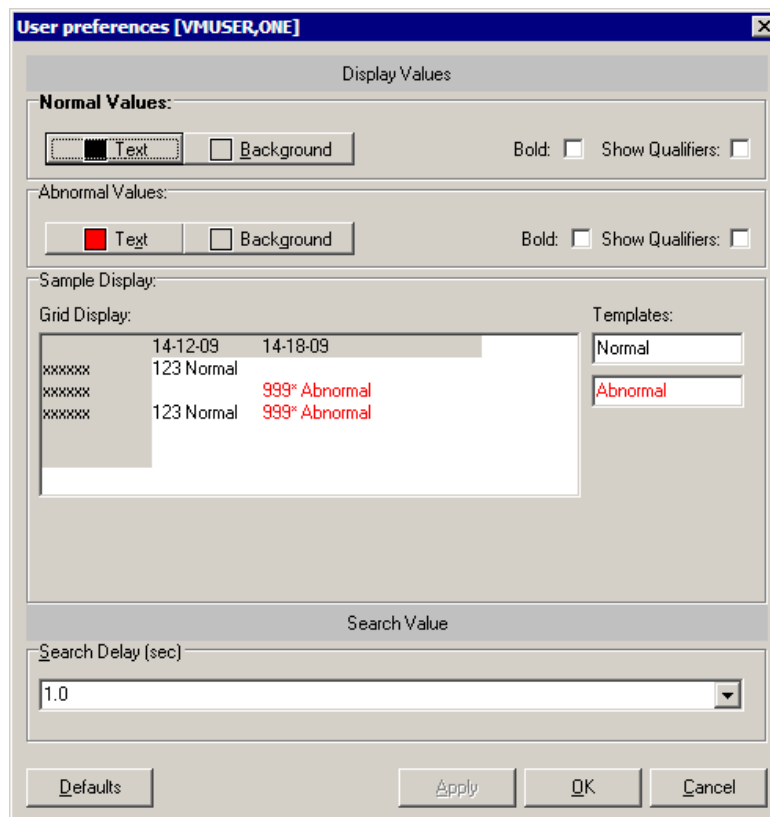 User preferences [VMUSER,ONE]
Display Values
Normal Values:
Text Background Bold: Show Qualifiers:
Abnormal Values:
Text Background Bold: Show Qualifiers:
Sample Display:
Grid Display: Templates:
14-12-09 14-18-09 Normal
xxxxxx 123 Normal
xxxxxx 999* Abnormal Abnormal
xxxxxx 123 Normal 999* Abnormal
Search Value
Search Delay (sec)
1.0
Defaults Apply OK Cancel